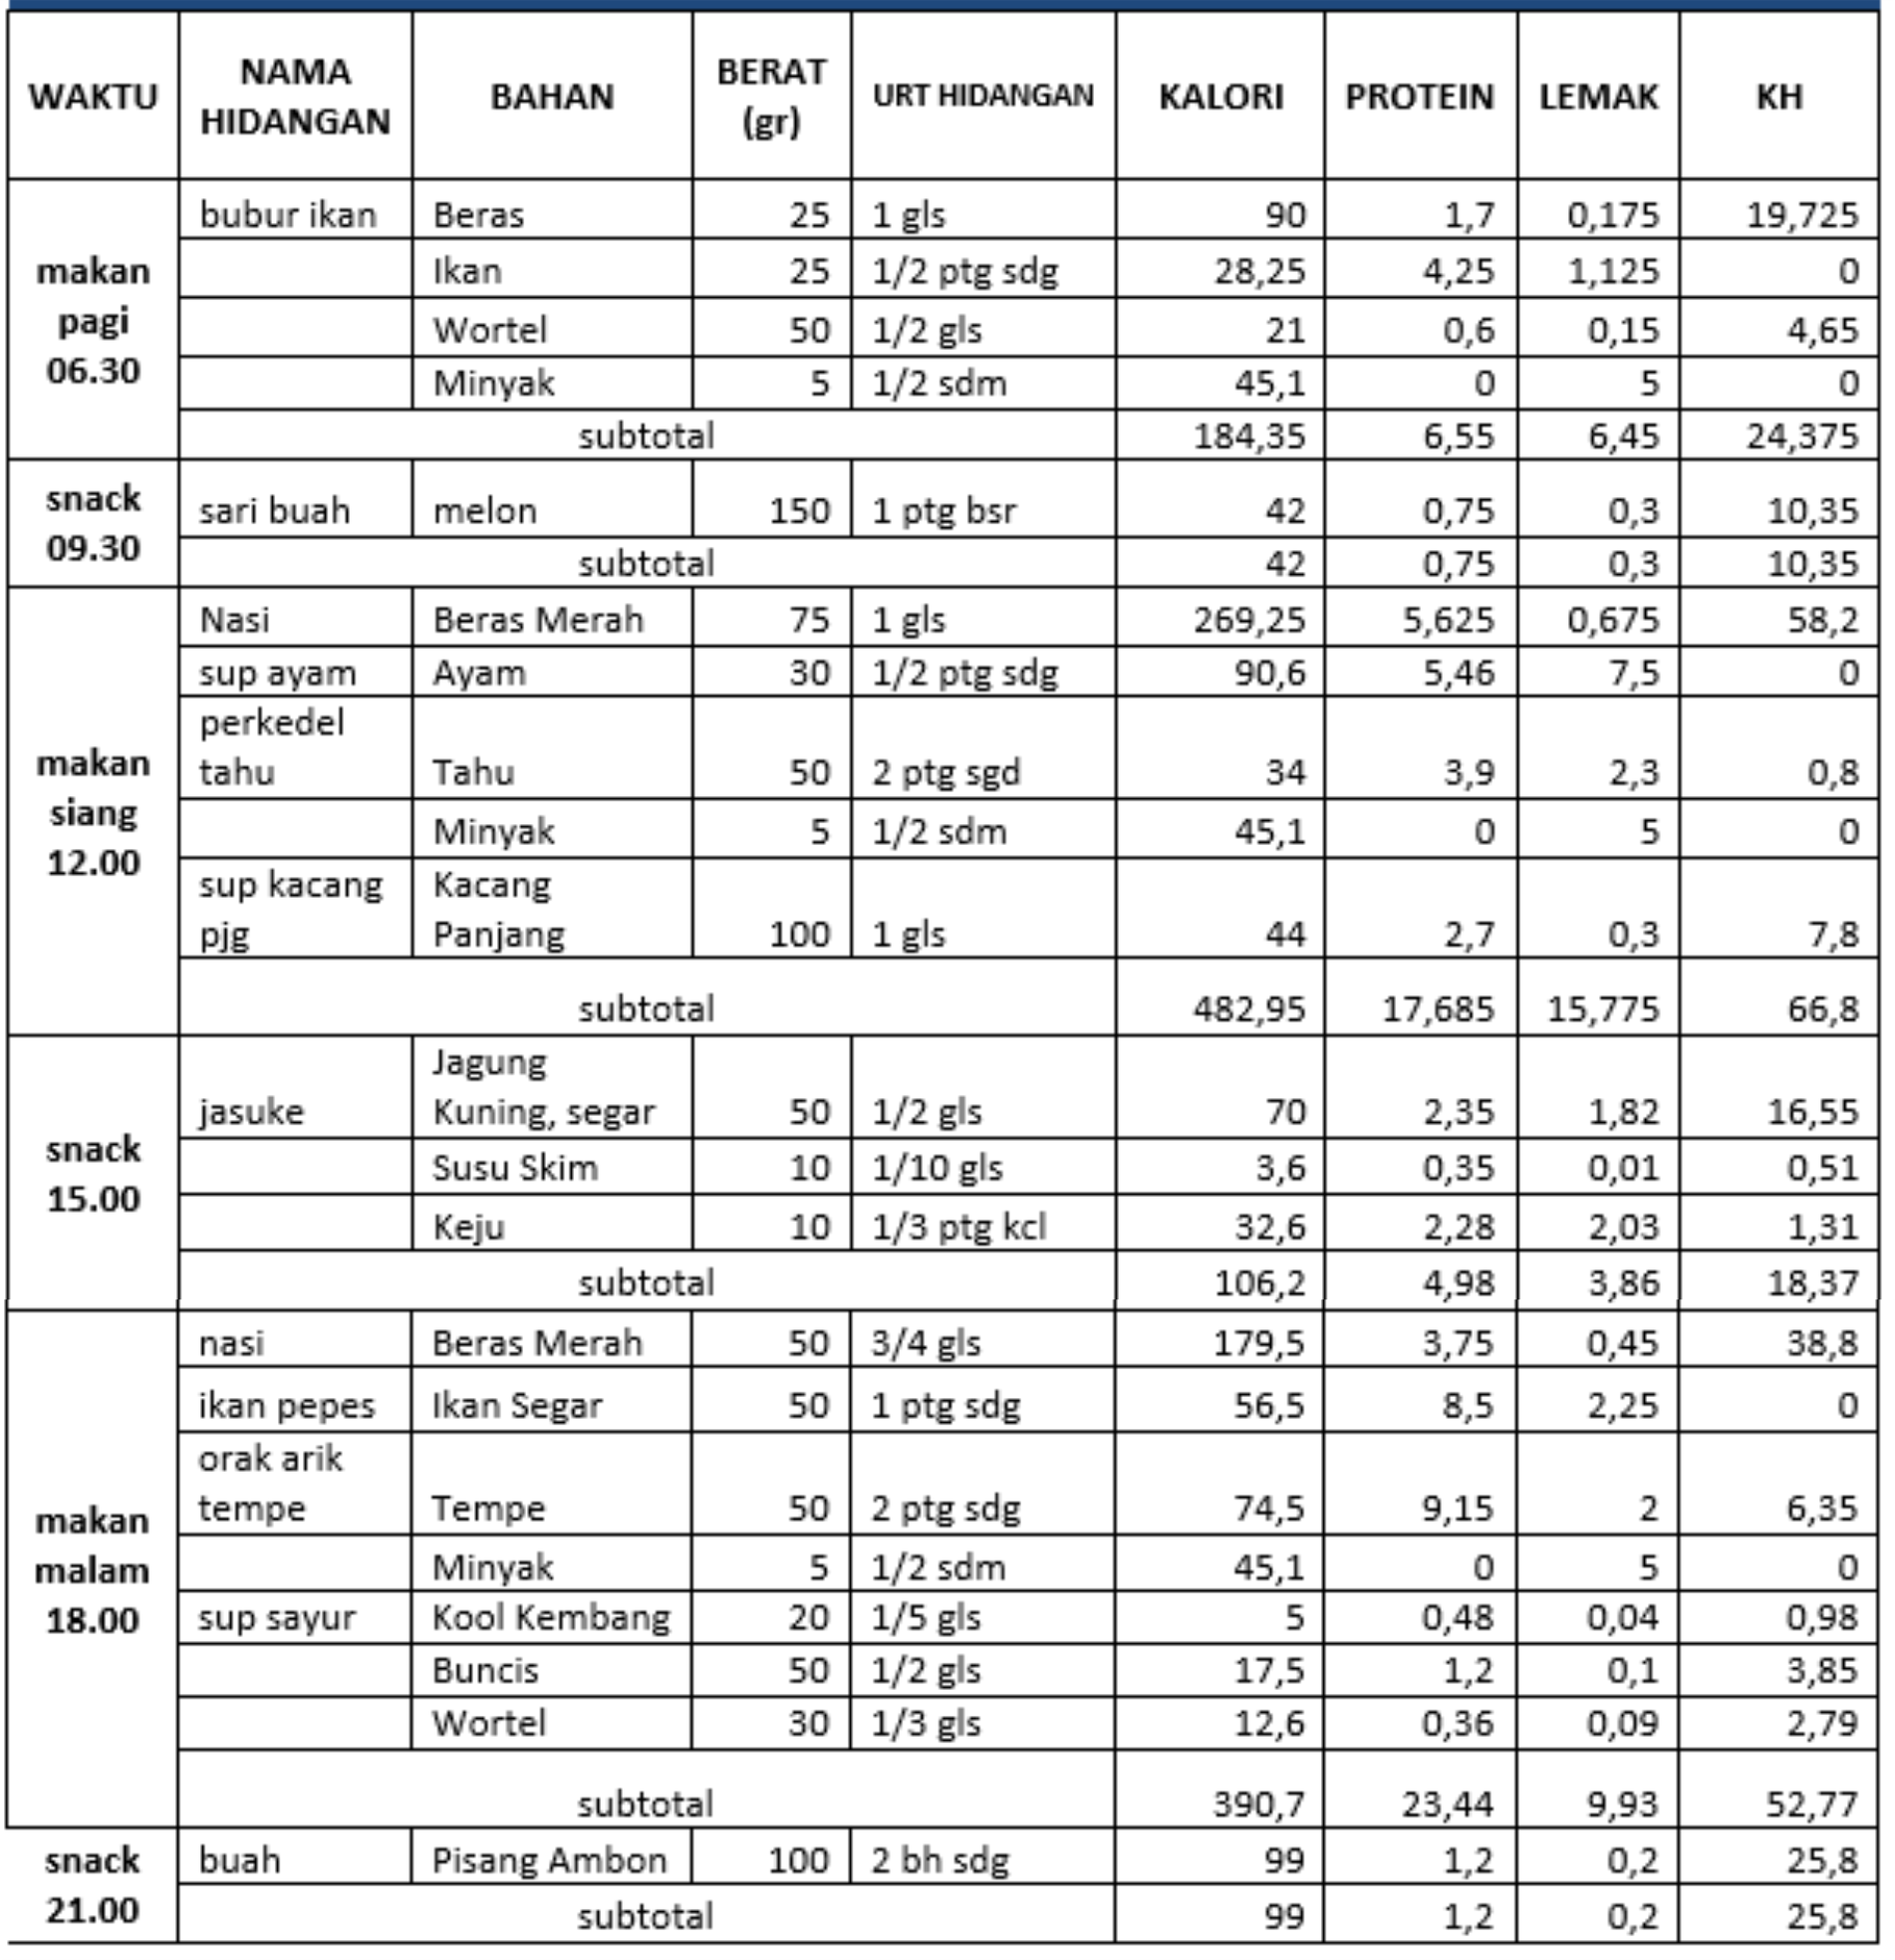 WAKTU NAMA HIDANGAN BAHAN BERAT (gr) URT HIDANGAN KALORI PROTEIN LEMAK KH
makan pagi 06.30
bubur ikan Beras 25 1 gls 90 1,7 0,175 19,725
Ikan 25 1/2 ptg sdg 28,25 4,25 1,125 0
Wortel 50 1/2 gls 21 0,6 0,15 4,65
Minyak 5 1/2 sdm 45,1 0 5 0
subtotal 184,35 6,55 6,45 24,375
snack 09.30
sari buah melon 150 1 ptg bsr 42 0,75 0,3 10,35
subtotal 42 0,75 0,3 10,35
makan siang 12.00
Nasi Beras Merah 75 1 gls 269,25 5,625 0,675 58,2
sup ayam Ayam 30 1/2 ptg sdg 90,6 5,46 7,5 0
perkedel tahu Tahu 50 2 ptg sgd 34 3,9 2,3 0,8
Minyak 5 1/2 sdm 45,1 0 5 0
sup kacang pjg Kacang Panjang 100 1 gls 44 2,7 0,3 7,8
subtotal 482,95 17,685 15,775 66,8
snack 15.00
jasuke Jagung Kuning, segar 50 1/2 gls 70 2,35 1,82 16,55
Susu Skim 10 1/10 gls 3,6 0,35 0,01 0,51
Keju 10 1/3 ptg kcl 32,6 2,28 2,03 1,31
subtotal 106,2 4,98 3,86 18,37
makan malam 18.00
nasi Beras Merah 50 3/4 gls 179,5 3,75 0,45 38,8
ikan pepes Ikan Segar 50 1 ptg sdg 56,5 8,5 2,25 0
orak arik tempe Tempe 50 2 ptg sdg 74,5 9,15 2 6,35
Minyak 5 1/2 sdm 45,1 0 5 0
sup sayur Kool Kembang 20 1/5 gls 5 0,48 0,04 0,98
Buncis 50 1/2 gls 17,5 1,2 0,1 3,85
Wortel 30 1/3 gls 12,6 0,36 0,09 2,79
subtotal 390,7 23,44 9,93 52,77
snack 21.00
buah Pisang Ambon 100 2 bh sdg 99 1,2 0,2 25,8
subtotal 99 1,2 0,2 25,8